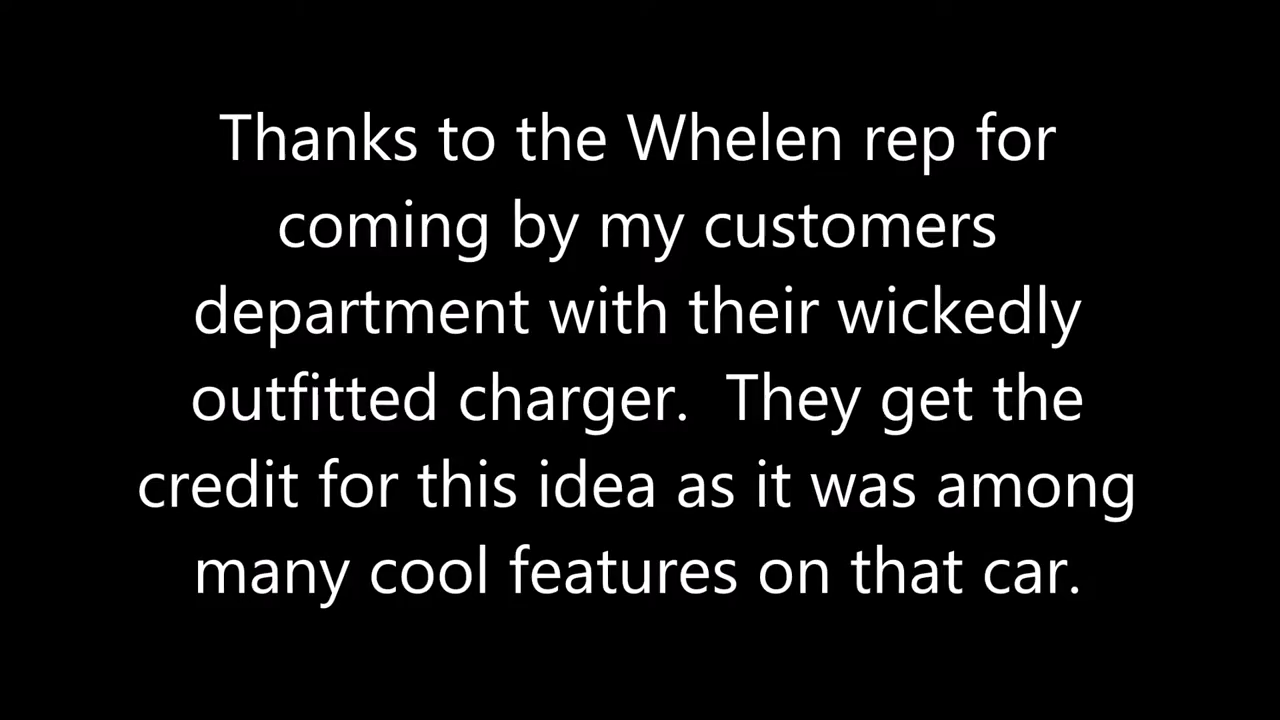 Thanks to the Whelen rep for
coming by my customers
department with their wickedly
outfitted charger.  They get the
credit for this idea as it was among
many cool features on that car.